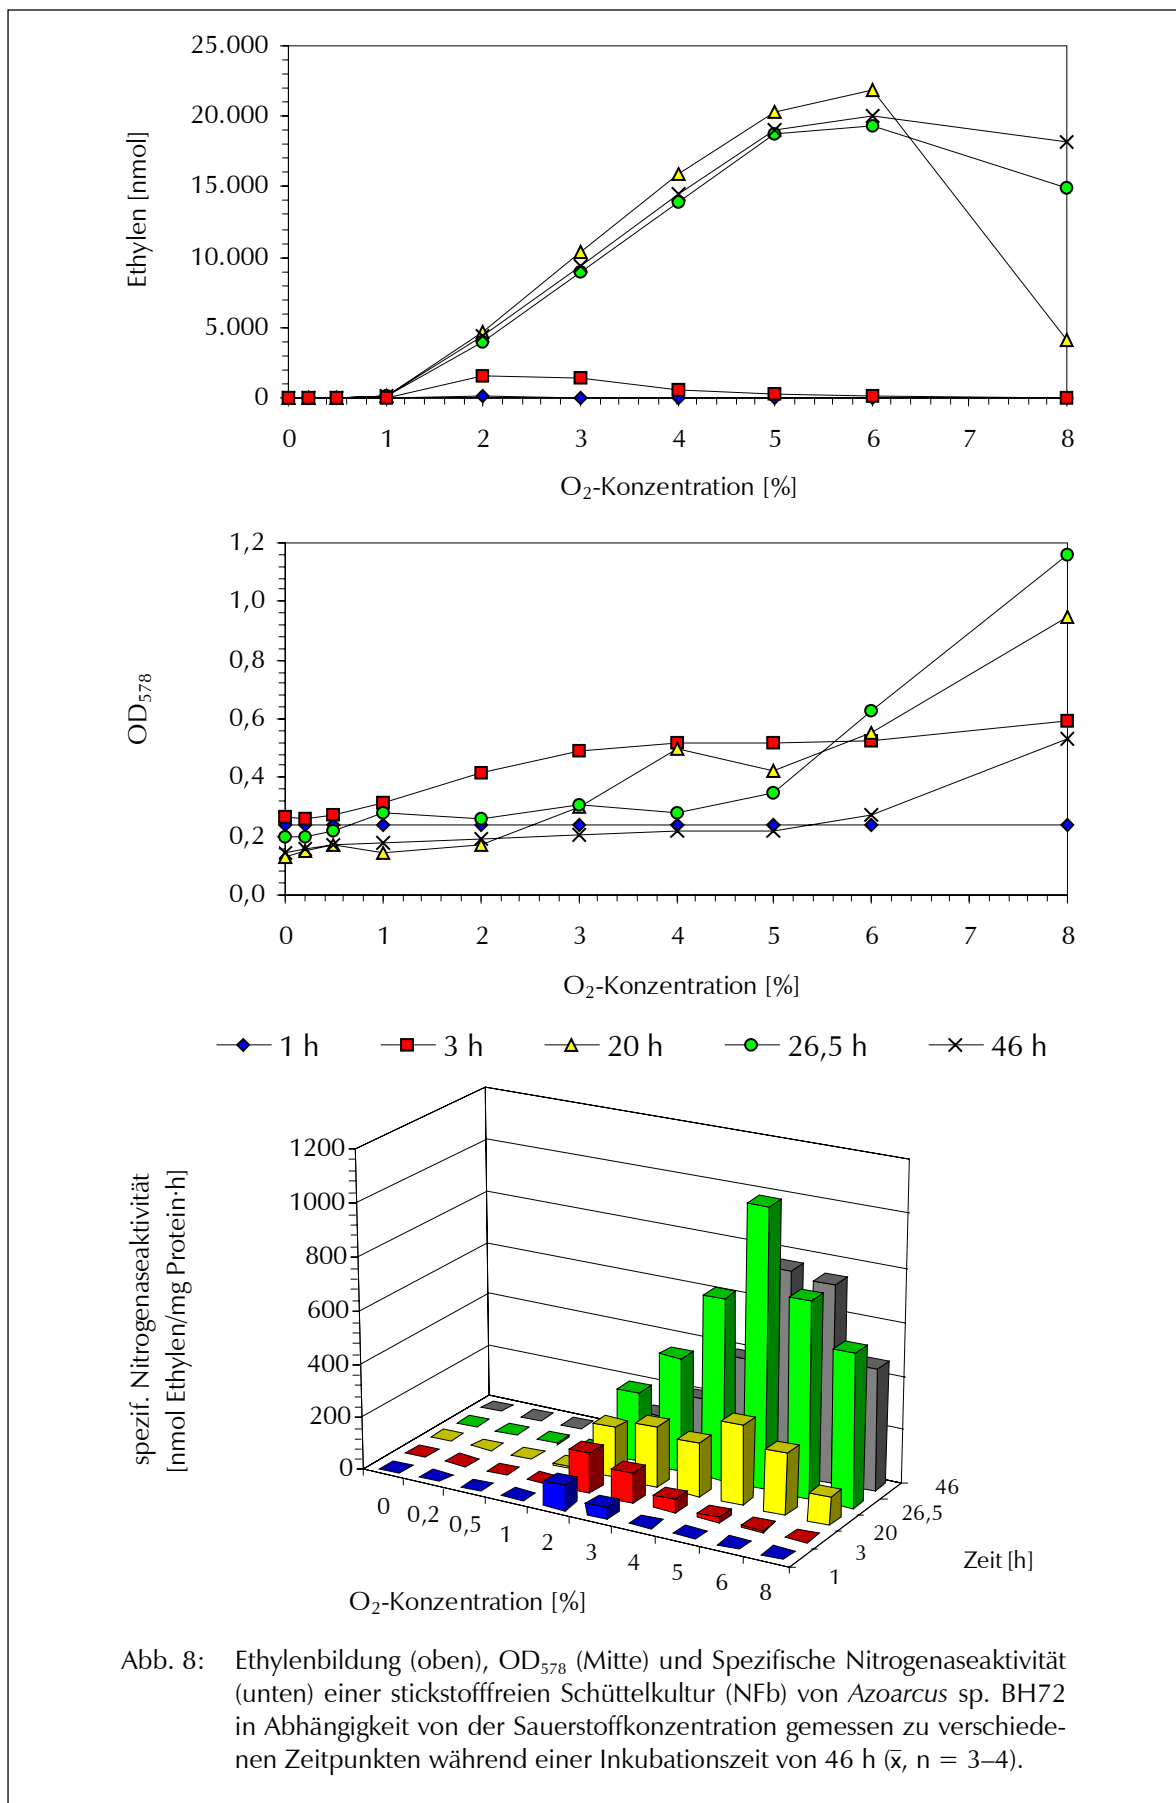 25.000
20.000
15.000
10.000
5.000
0
Ethylen [nmol]
0 1 2 3 4 5 6 7 8
O₂-Konzentration [%]
1,2
1,0
0,8
0,6
0,4
0,2
0,0
OD₅₇₈
0 1 2 3 4 5 6 7 8
O₂-Konzentration [%]
1 h 3 h 20 h 26,5 h 46 h
1200
1000
800
600
400
200
0
spezif. Nitrogenaseaktivität
[nmol Ethylen/mg Protein·h]
0 0,2 0,5 1 2 3 4 5 6 8
O₂-Konzentration [%]
1 3 20 26,5 46
Zeit [h]
Abb. 8: Ethylenbildung (oben), OD₅₇₈ (Mitte) und Spezifische Nitrogenaseaktivität
(unten) einer stickstofffreien Schüttelkultur (NFb) von Azoarcus sp. BH72
in Abhängigkeit von der Sauerstoffkonzentration gemessen zu verschiede-
nen Zeitpunkten während einer Inkubationszeit von 46 h (x̅, n = 3–4).